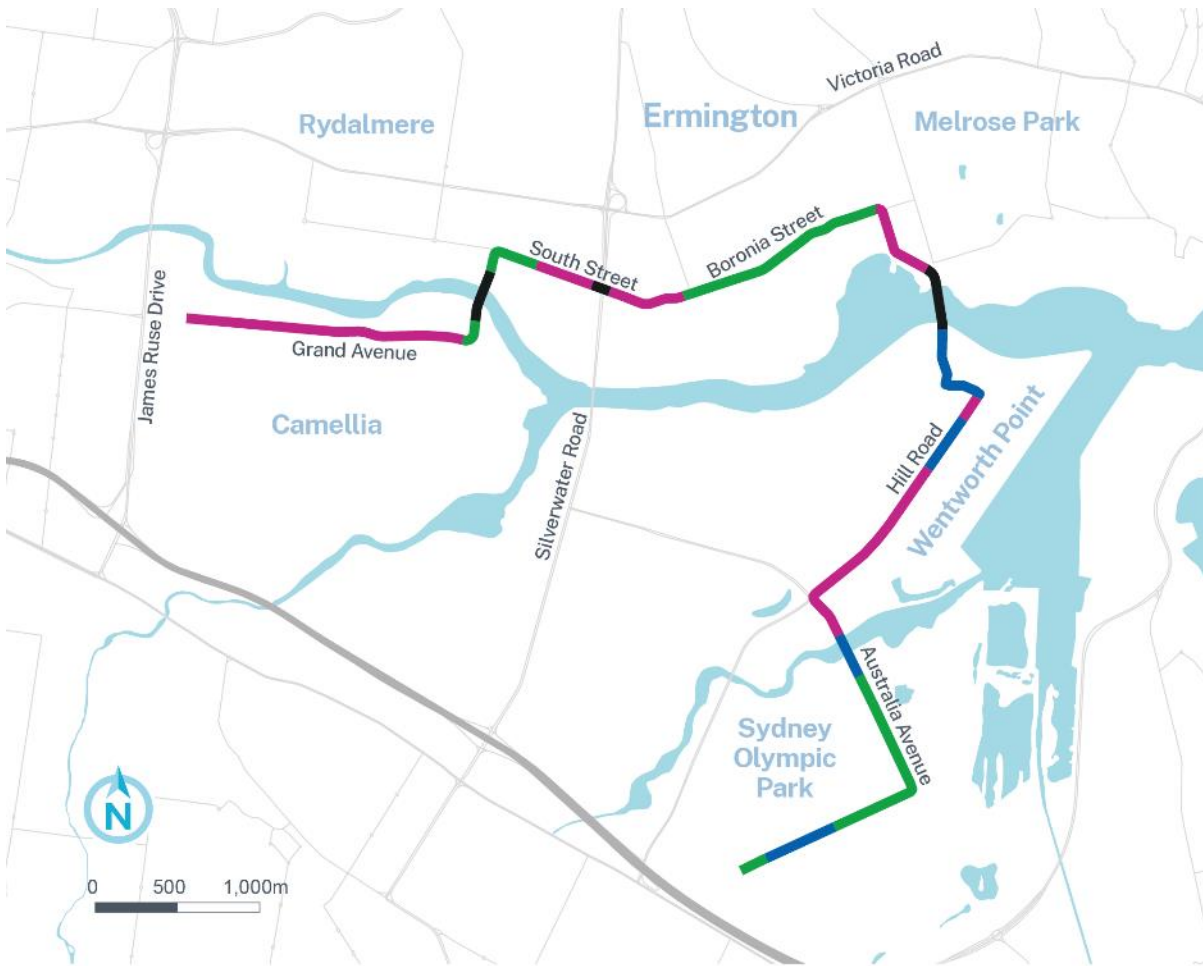 Victoria Road
Rydalmere
Ermington
Melrose Park
South Street
Boronia Street
James Ruse Drive
Grand Avenue
Camellia
Silverwater Road
Hill Road
Wentworth Point
Australia Avenue
Sydney
Olympic
Park
N
0 500 1,000m